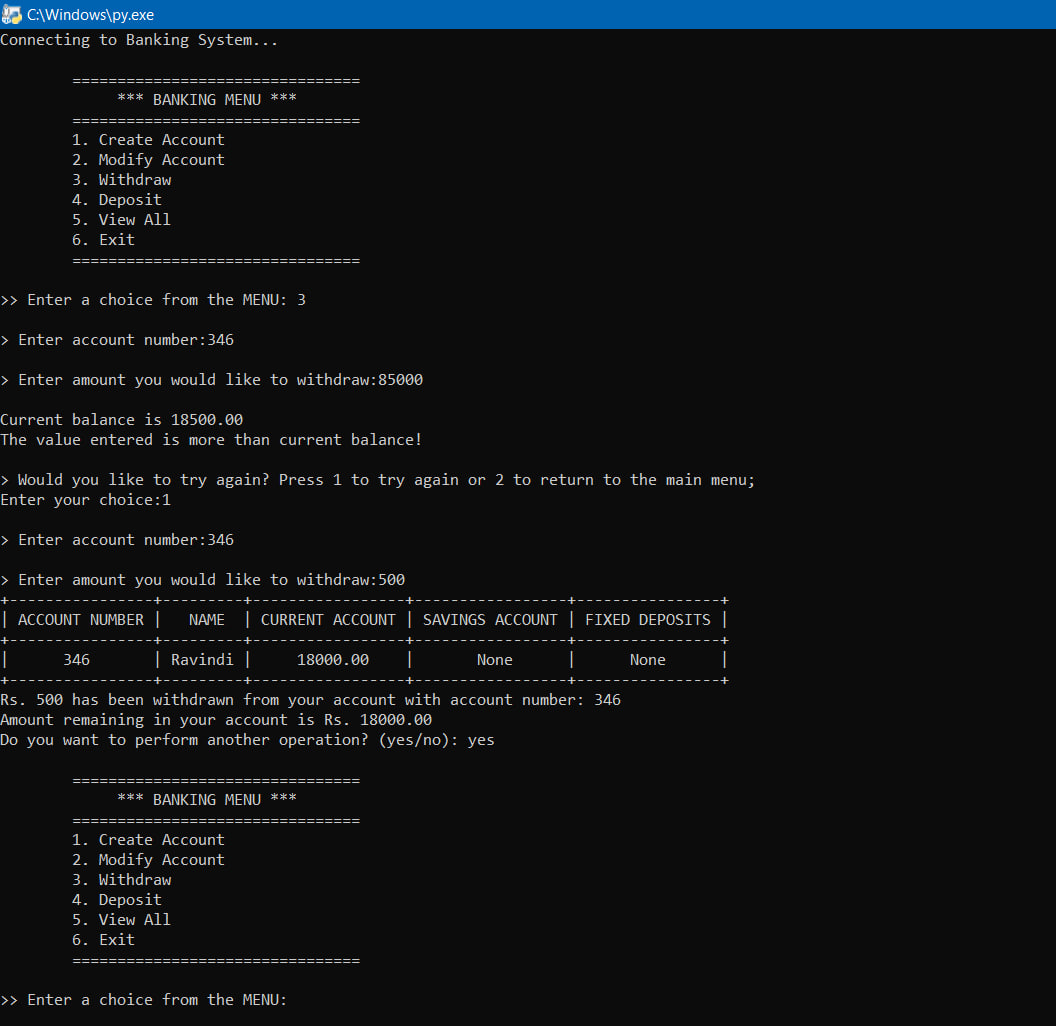 C:\Windows\py.exe
Connecting to Banking System...
================================
*** BANKING MENU ***
================================
1. Create Account
2. Modify Account
3. Withdraw
4. Deposit
5. View All
6. Exit
================================
>> Enter a choice from the MENU: 3
> Enter account number:346
> Enter amount you would like to withdraw:85000
Current balance is 18500.00
The value entered is more than current balance!
> Would you like to try again? Press 1 to try again or 2 to return to the main menu;
Enter your choice:1
> Enter account number:346
> Enter amount you would like to withdraw:500
+----------------+---------+-----------------+-----------------+----------------+
| ACCOUNT NUMBER |   NAME  | CURRENT ACCOUNT | SAVINGS ACCOUNT | FIXED DEPOSITS |
+----------------+---------+-----------------+-----------------+----------------+
|      346       | Ravindi |     18000.00    |       None      |      None      |
+----------------+---------+-----------------+-----------------+----------------+
Rs. 500 has been withdrawn from your account with account number: 346
Amount remaining in your account is Rs. 18000.00
Do you want to perform another operation? (yes/no): yes
================================
*** BANKING MENU ***
================================
1. Create Account
2. Modify Account
3. Withdraw
4. Deposit
5. View All
6. Exit
================================
>> Enter a choice from the MENU: